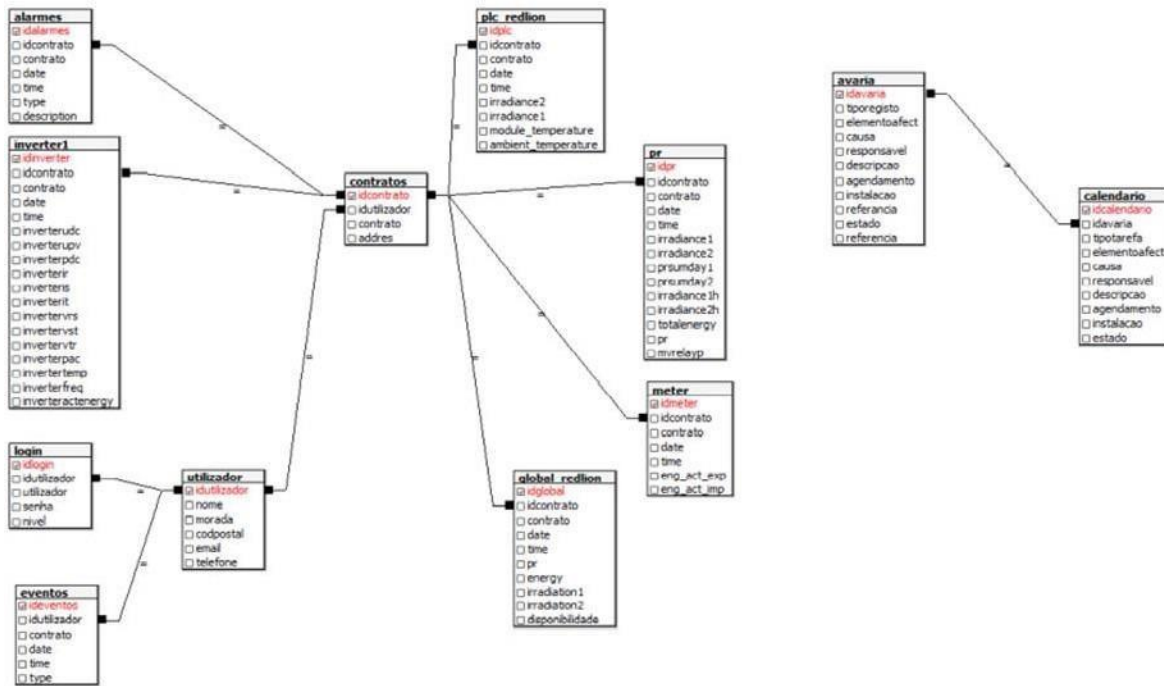 alarmes
idalarmes
idcontrato
contrato
date
time
type
description
inverter1
idinverter
idcontrato
contrato
date
time
inverterudc
inverterupv
inverterpdc
inverterir
inverteris
inverterit
invertervrs
invertervst
invertervtr
inverterpac
invertertemp
inverterfreq
inverteractenergy
login
idlogin
idutilizador
utilizador
senha
nivel
eventos
ideventos
idutilizador
contrato
date
time
type
utilizador
idutilizador
nome
morada
codpostal
email
telefone
contratos
idcontrato
idutilizador
contrato
addres
plc_redlion
idplc
idcontrato
contrato
date
time
irradiance2
irradiance1
module_temperature
ambient_temperature
pr
idpr
idcontrato
contrato
date
time
irradiance1
irradiance2
prsumday1
prsumday2
irradiance1h
irradiance2h
totalenergy
pr
mvrelayp
meter
idmeter
idcontrato
contrato
date
time
eng_act_exp
eng_act_imp
global_redlion
idglobal
idcontrato
contrato
date
time
pr
energy
irradiation1
irradiation2
disponibilidade
avaria
idavaria
tiporegisto
elementoafect
causa
responsavel
descripcao
agendamento
instalacao
referancia
estado
referencia
calendario
idcalendario
idavaria
tipotarefa
elementoafect
causa
responsavel
descripcao
agendamento
instalacao
estado